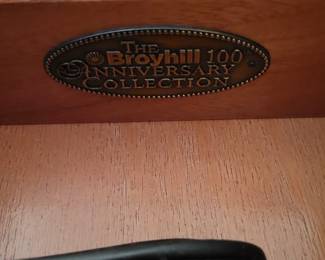 THE
Broyhill 100
ANNIVERSARY
COLLECTION